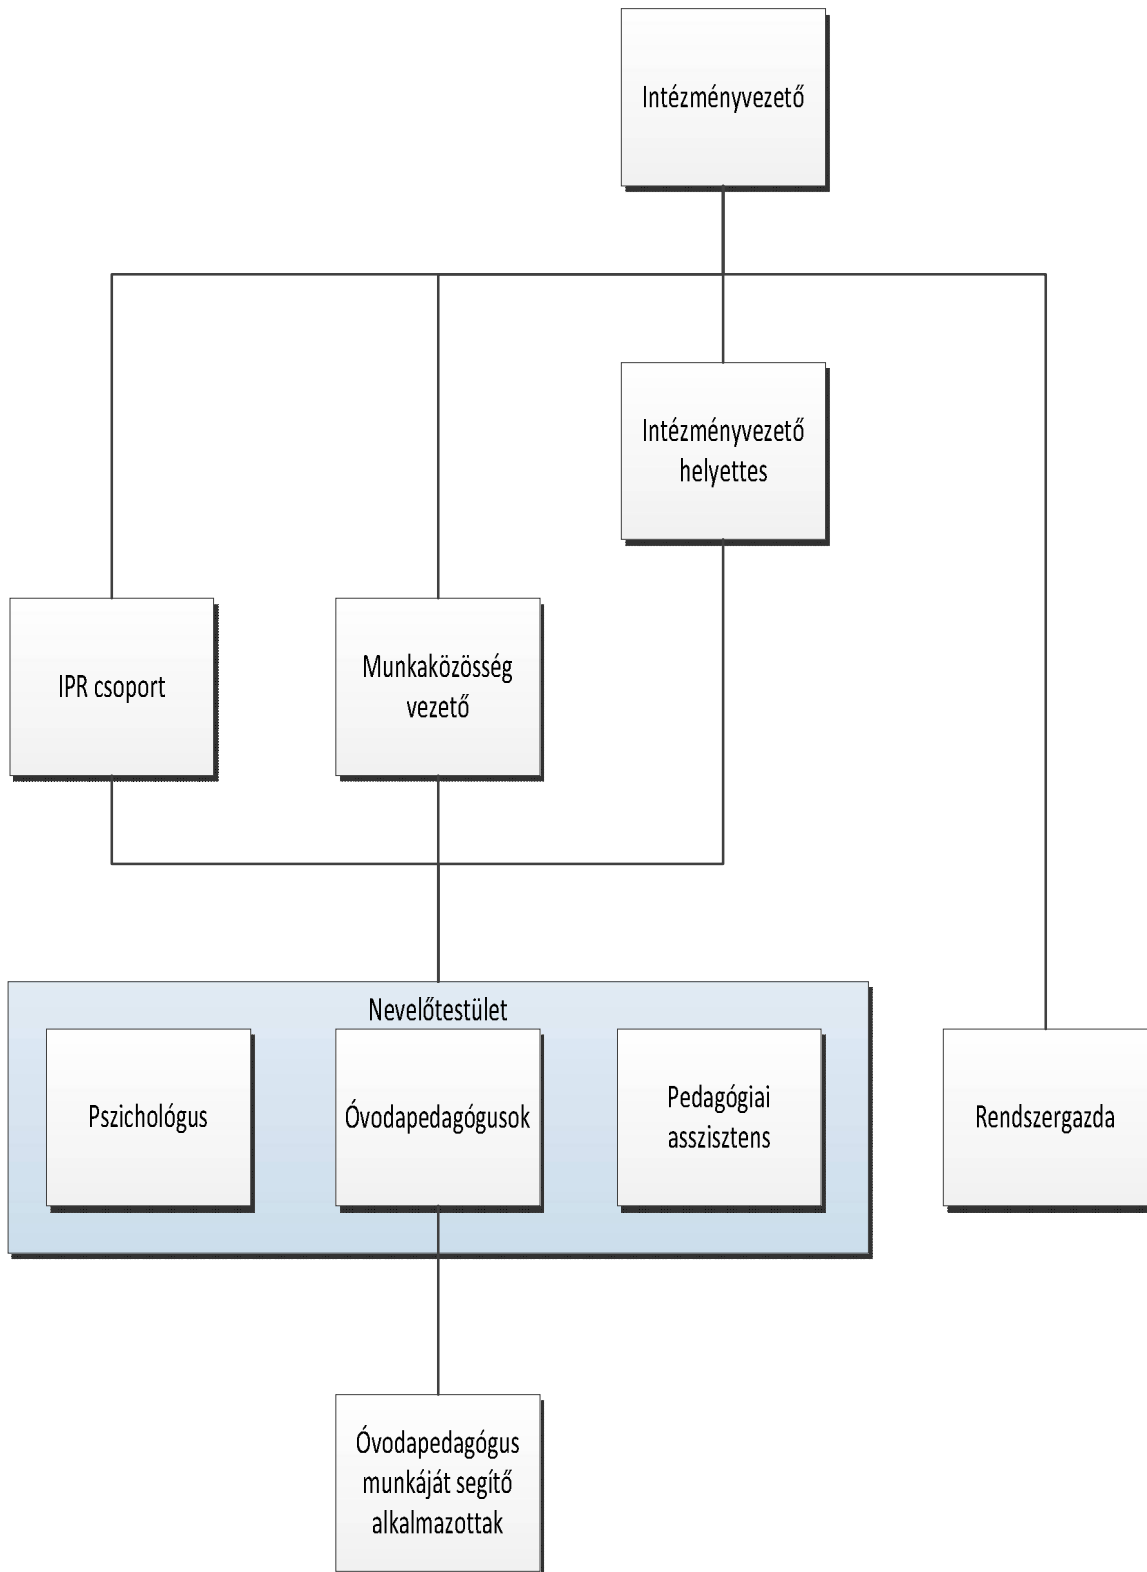 Intézményvezető
Intézményvezető
helyettes
IPR csoport
Munkaközösség
vezető
Nevelőtestület
Pszichológus
Óvodapedagógusok
Pedagógiai
asszisztens
Rendszergazda
Óvodapedagógus
munkáját segítő
alkalmazottak